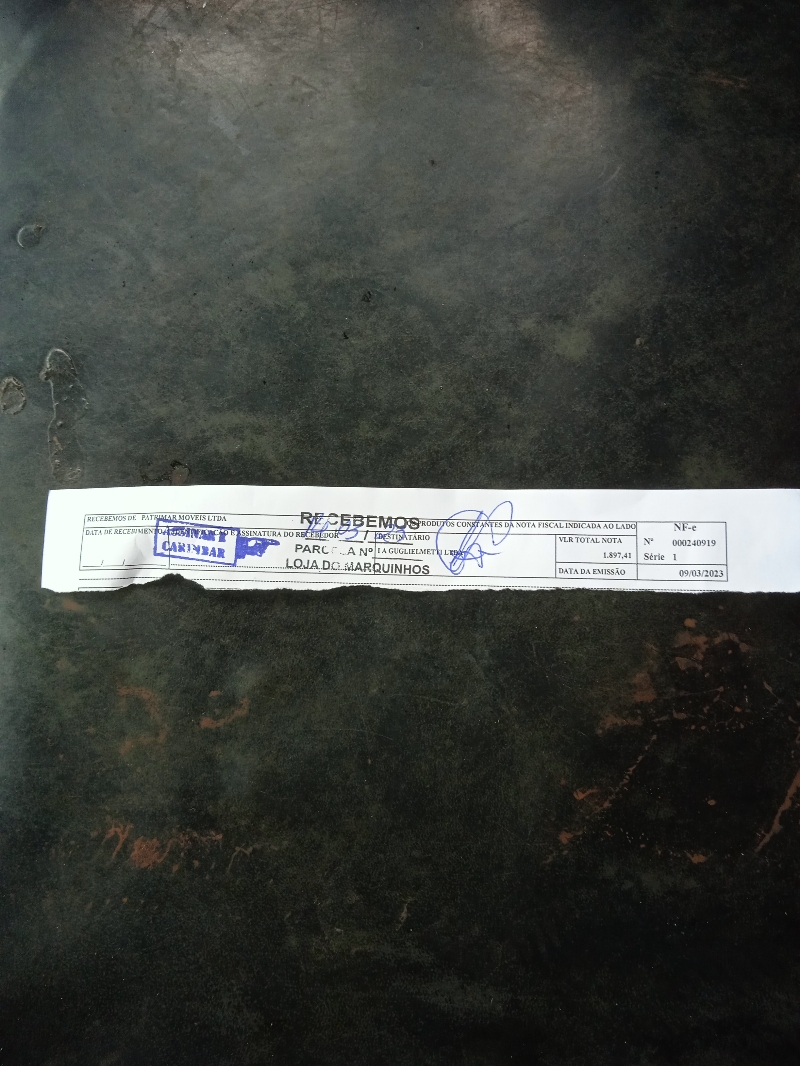 RECEBEMOS DE PATRIMAR MOVEIS LTDA PRODUTOS CONSTANTES DA NOTA FISCAL INDICADA AO LADO
RECEBEMOS
DATA DE RECEBIMENTO E ASSINATURA DO RECEBEDOR
ASSINAR E
CARIMBAR
PARCELA Nº
LOJA DO MARQUINHOS
DESTINATÁRIO
I A GUGLIELMETTI LTDA
VLR TOTAL NOTA
1.897,41
DATA DA EMISSÃO
09/03/2023
NF-e
Nº 000240919
Série 1